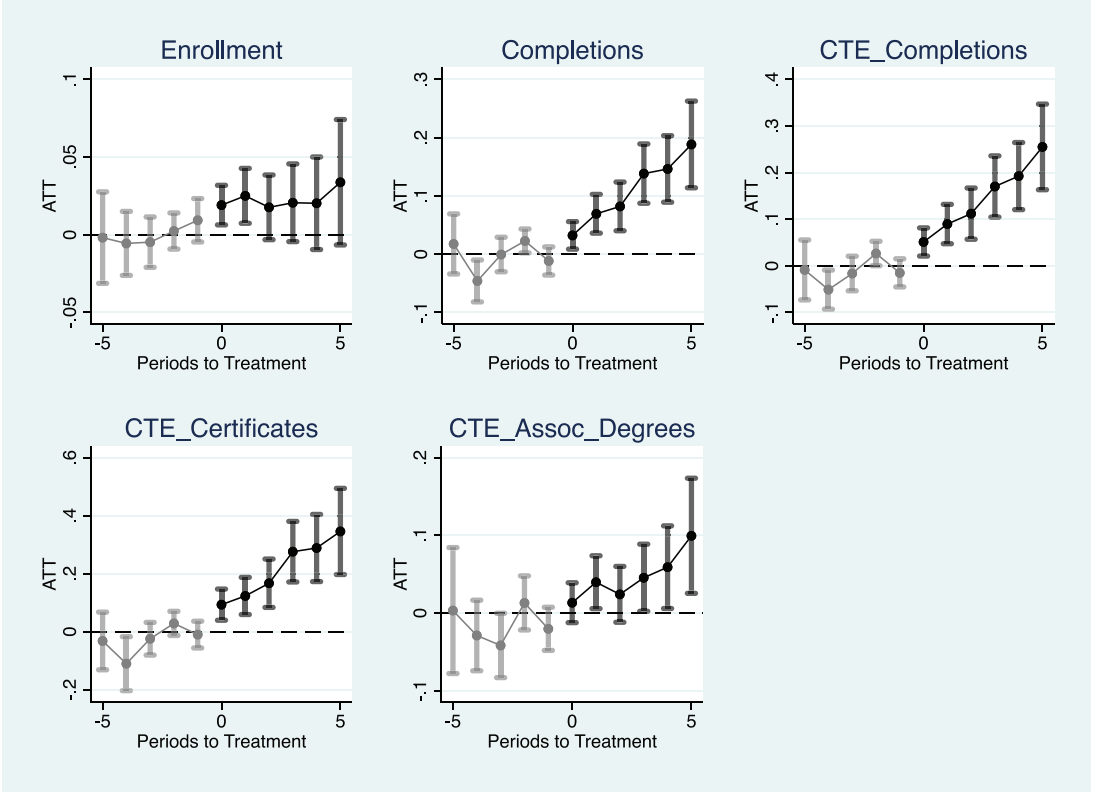 Enrollment
ATT
.1
.05
0
-.05
-5 0 5
Periods to Treatment
Completions
ATT
.3
.2
.1
0
-.1
-5 0 5
Periods to Treatment
CTE_Completions
ATT
.4
.3
.2
.1
0
-.1
-5 0 5
Periods to Treatment
CTE_Certificates
ATT
.6
.4
.2
0
-.2
-5 0 5
Periods to Treatment
CTE_Assoc_Degrees
ATT
.2
.1
0
-.1
-5 0 5
Periods to Treatment